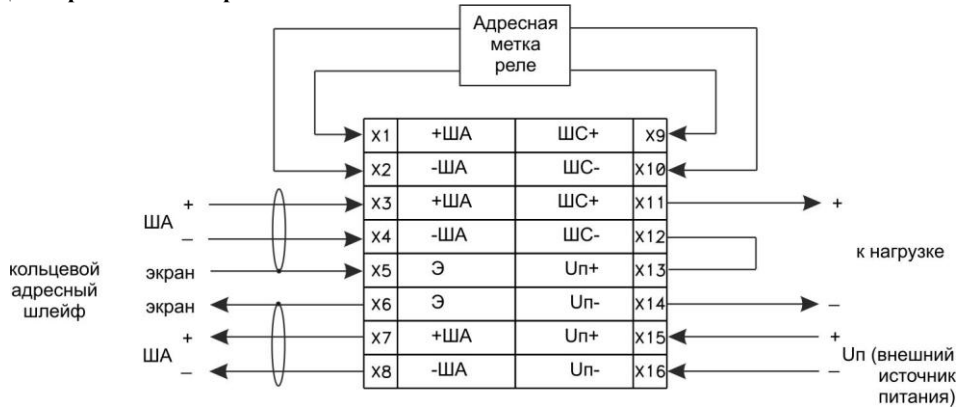 Адресная
метка
реле
X1 +ША ШС+ X9
X2 -ША ШС- X10
+ X3 +ША ШС+ X11 +
ША
– X4 -ША ШС- X12
к нагрузке
экран X5 Э Uп+ X13
кольцевой
адресный
шлейф
экран X6 Э Uп- X14 –
+ X7 +ША Uп+ X15 +
ША
– X8 -ША Uп- X16 –
Uп (внешний
источник
питания)